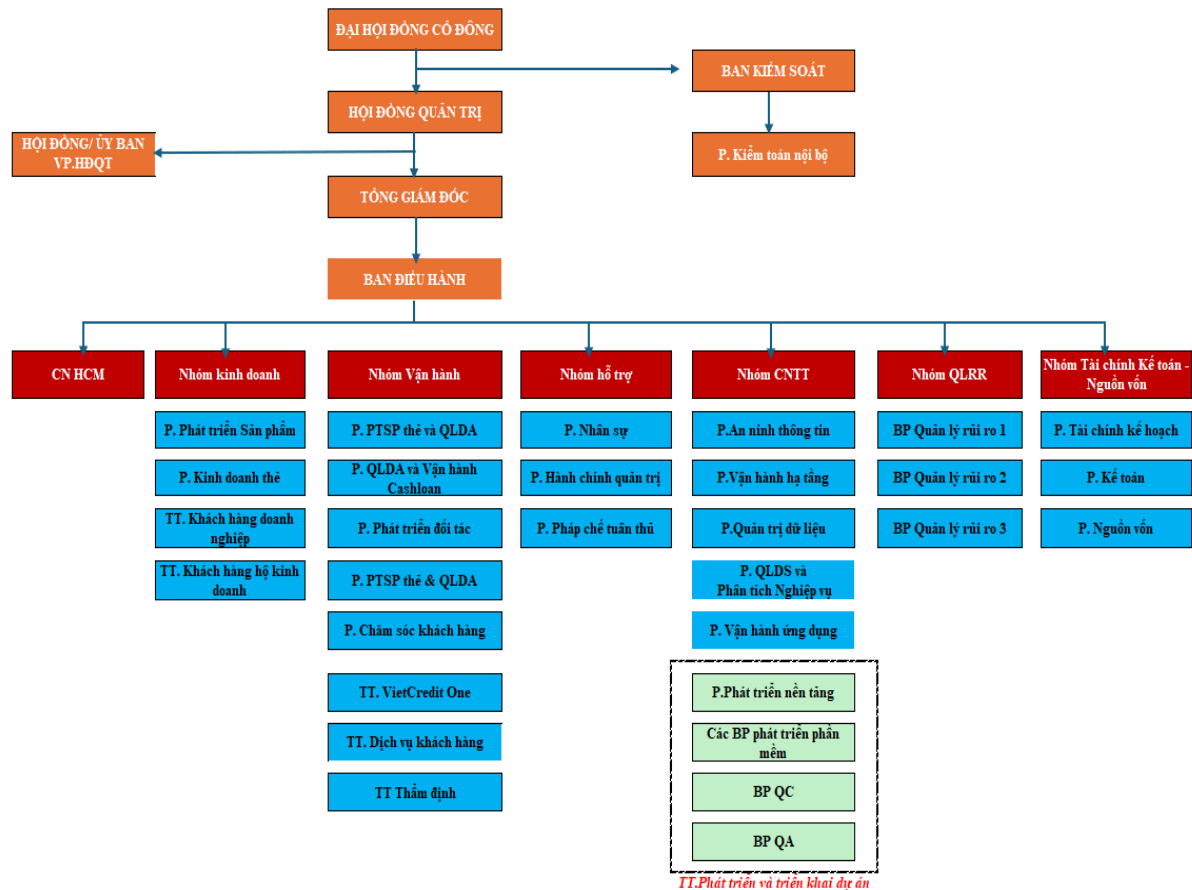 ĐẠI HỘI ĐỒNG CỔ ĐÔNG
BAN KIỂM SOÁT
HỘI ĐỒNG QUẢN TRỊ
HỘI ĐỒNG/ ỦY BAN
VP.HĐQT
P. Kiểm toán nội bộ
TỔNG GIÁM ĐỐC
BAN ĐIỀU HÀNH
CN HCM
Nhóm kinh doanh
Nhóm Vận hành
Nhóm hỗ trợ
Nhóm CNTT
Nhóm QLRR
Nhóm Tài chính Kế toán -
Nguồn vốn
P. Phát triển Sản phẩm
P. Kinh doanh thẻ
TT. Khách hàng doanh
nghiệp
TT. Khách hàng hộ kinh
doanh
P. PTSP thẻ và QLDA
P. QLDA và Vận hành
Cashloan
P. Phát triển đối tác
P. PTSP thẻ & QLDA
P. Chăm sóc khách hàng
TT. VietCredit One
TT. Dịch vụ khách hàng
TT Thẩm định
P. Nhân sự
P. Hành chính quản trị
P. Pháp chế tuân thủ
P.An ninh thông tin
P.Vận hành hạ tầng
P.Quản trị dữ liệu
P. QLDS và
Phân tích Nghiệp vụ
P. Vận hành ứng dụng
P.Phát triển nền tảng
Các BP phát triển phần
mềm
BP QC
BP QA
TT.Phát triển và triển khai dự án
BP Quản lý rủi ro 1
BP Quản lý rủi ro 2
BP Quản lý rủi ro 3
P. Tài chính kế hoạch
P. Kế toán
P. Nguồn vốn